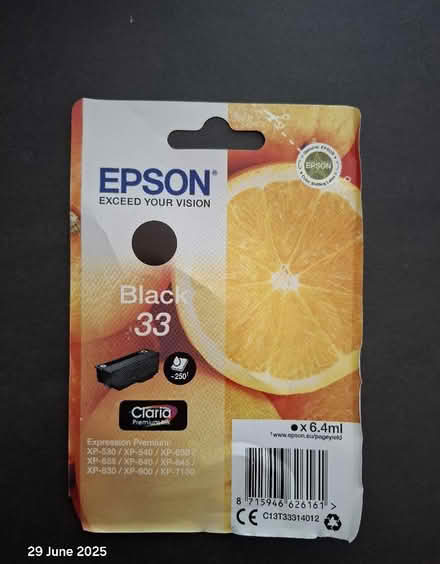 EPSON®
EXCEED YOUR VISION
EPSON
Black
33
~250¹
Claria
Premium Ink
x 6.4ml
¹www.epson.eu/pageyield
Expression Premium:
XP-530 / XP-540 / XP-630 /
XP-635 / XP-640 / XP-645 /
XP-830 / XP-900 / XP-7100
8 715946 626161 >
CE C13T33314012
29 June 2025